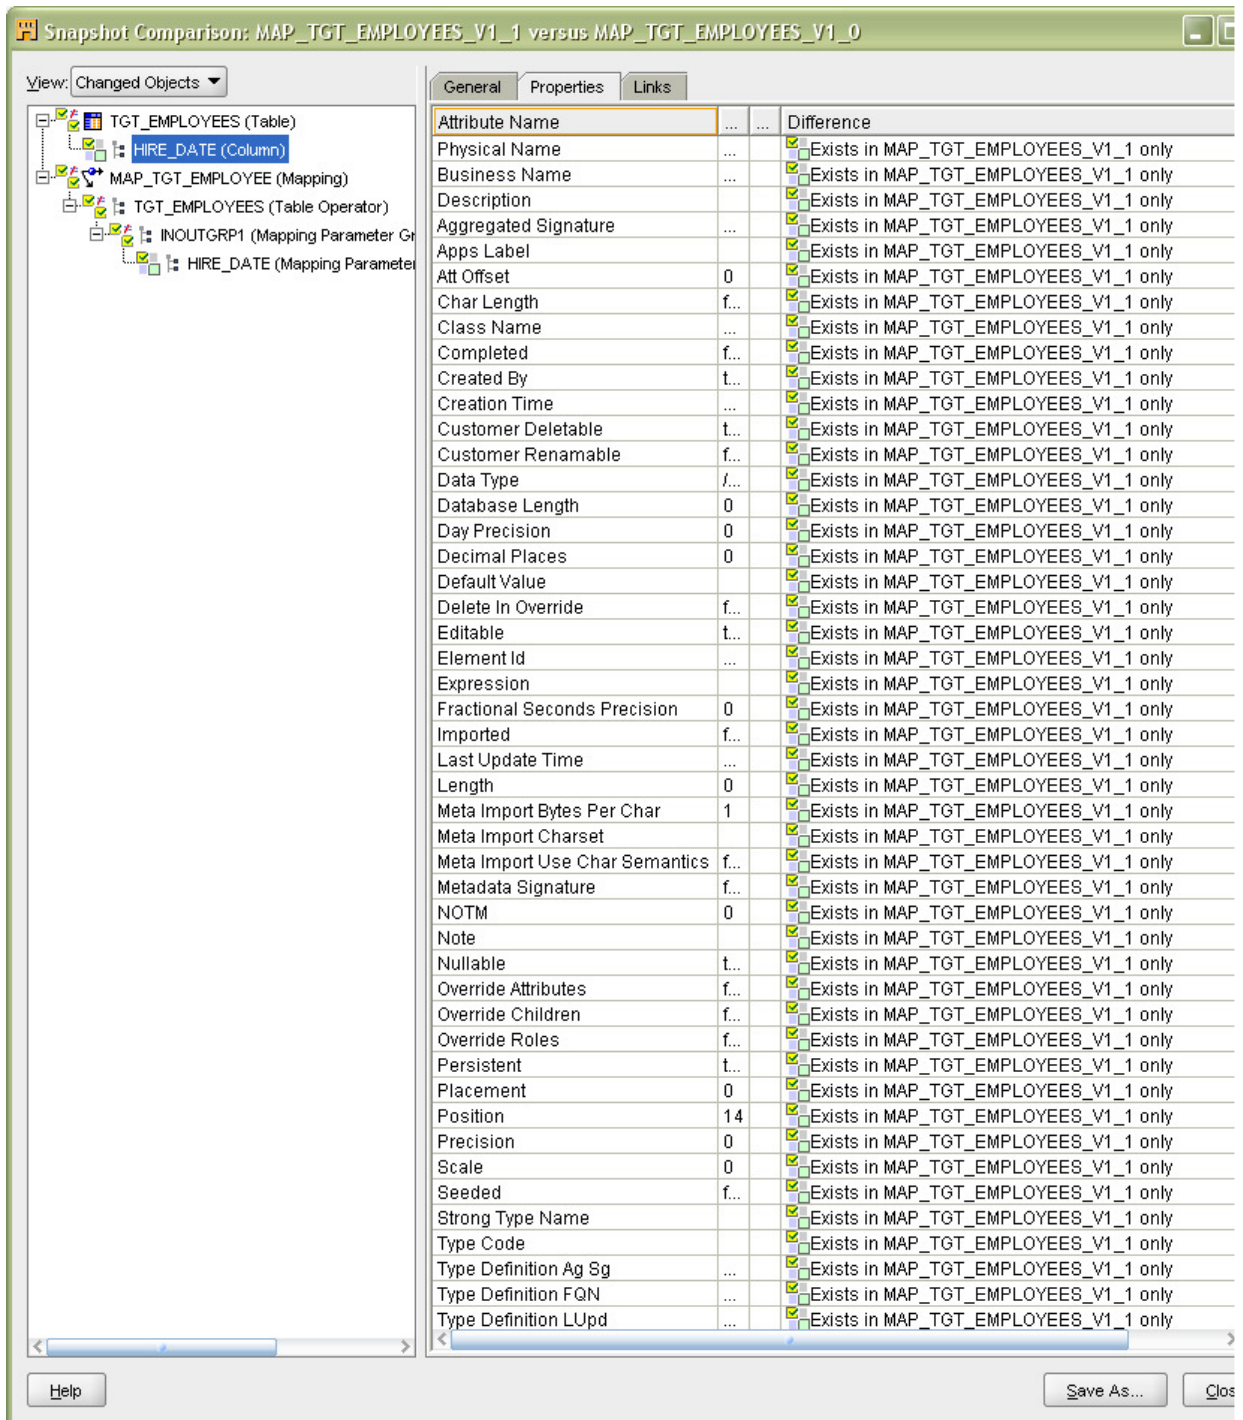 Snapshot Comparison: MAP_TGT_EMPLOYEES_V1_1 versus MAP_TGT_EMPLOYEES_V1_0
View: Changed Objects
TGT_EMPLOYEES (Table)
HIRE_DATE (Column)
MAP_TGT_EMPLOYEE (Mapping)
TGT_EMPLOYEES (Table Operator)
INOUTGRP1 (Mapping Parameter Gr
HIRE_DATE (Mapping Parameter
General Properties Links
Attribute Name ... ... Difference
Physical Name ... Exists in MAP_TGT_EMPLOYEES_V1_1 only
Business Name ... Exists in MAP_TGT_EMPLOYEES_V1_1 only
Description Exists in MAP_TGT_EMPLOYEES_V1_1 only
Aggregated Signature ... Exists in MAP_TGT_EMPLOYEES_V1_1 only
Apps Label Exists in MAP_TGT_EMPLOYEES_V1_1 only
Att Offset 0 Exists in MAP_TGT_EMPLOYEES_V1_1 only
Char Length f... Exists in MAP_TGT_EMPLOYEES_V1_1 only
Class Name ... Exists in MAP_TGT_EMPLOYEES_V1_1 only
Completed f... Exists in MAP_TGT_EMPLOYEES_V1_1 only
Created By t... Exists in MAP_TGT_EMPLOYEES_V1_1 only
Creation Time ... Exists in MAP_TGT_EMPLOYEES_V1_1 only
Customer Deletable t... Exists in MAP_TGT_EMPLOYEES_V1_1 only
Customer Renamable f... Exists in MAP_TGT_EMPLOYEES_V1_1 only
Data Type /... Exists in MAP_TGT_EMPLOYEES_V1_1 only
Database Length 0 Exists in MAP_TGT_EMPLOYEES_V1_1 only
Day Precision 0 Exists in MAP_TGT_EMPLOYEES_V1_1 only
Decimal Places 0 Exists in MAP_TGT_EMPLOYEES_V1_1 only
Default Value Exists in MAP_TGT_EMPLOYEES_V1_1 only
Delete In Override f... Exists in MAP_TGT_EMPLOYEES_V1_1 only
Editable t... Exists in MAP_TGT_EMPLOYEES_V1_1 only
Element Id ... Exists in MAP_TGT_EMPLOYEES_V1_1 only
Expression Exists in MAP_TGT_EMPLOYEES_V1_1 only
Fractional Seconds Precision 0 Exists in MAP_TGT_EMPLOYEES_V1_1 only
Imported f... Exists in MAP_TGT_EMPLOYEES_V1_1 only
Last Update Time ... Exists in MAP_TGT_EMPLOYEES_V1_1 only
Length 0 Exists in MAP_TGT_EMPLOYEES_V1_1 only
Meta Import Bytes Per Char 1 Exists in MAP_TGT_EMPLOYEES_V1_1 only
Meta Import Charset Exists in MAP_TGT_EMPLOYEES_V1_1 only
Meta Import Use Char Semantics f... Exists in MAP_TGT_EMPLOYEES_V1_1 only
Metadata Signature f... Exists in MAP_TGT_EMPLOYEES_V1_1 only
NOTM 0 Exists in MAP_TGT_EMPLOYEES_V1_1 only
Note Exists in MAP_TGT_EMPLOYEES_V1_1 only
Nullable t... Exists in MAP_TGT_EMPLOYEES_V1_1 only
Override Attributes f... Exists in MAP_TGT_EMPLOYEES_V1_1 only
Override Children f... Exists in MAP_TGT_EMPLOYEES_V1_1 only
Override Roles f... Exists in MAP_TGT_EMPLOYEES_V1_1 only
Persistent t... Exists in MAP_TGT_EMPLOYEES_V1_1 only
Placement 0 Exists in MAP_TGT_EMPLOYEES_V1_1 only
Position 14 Exists in MAP_TGT_EMPLOYEES_V1_1 only
Precision 0 Exists in MAP_TGT_EMPLOYEES_V1_1 only
Scale 0 Exists in MAP_TGT_EMPLOYEES_V1_1 only
Seeded f... Exists in MAP_TGT_EMPLOYEES_V1_1 only
Strong Type Name Exists in MAP_TGT_EMPLOYEES_V1_1 only
Type Code Exists in MAP_TGT_EMPLOYEES_V1_1 only
Type Definition Ag Sg ... Exists in MAP_TGT_EMPLOYEES_V1_1 only
Type Definition FQN ... Exists in MAP_TGT_EMPLOYEES_V1_1 only
Type Definition LUpd ... Exists in MAP_TGT_EMPLOYEES_V1_1 only
Help Save As... Clos